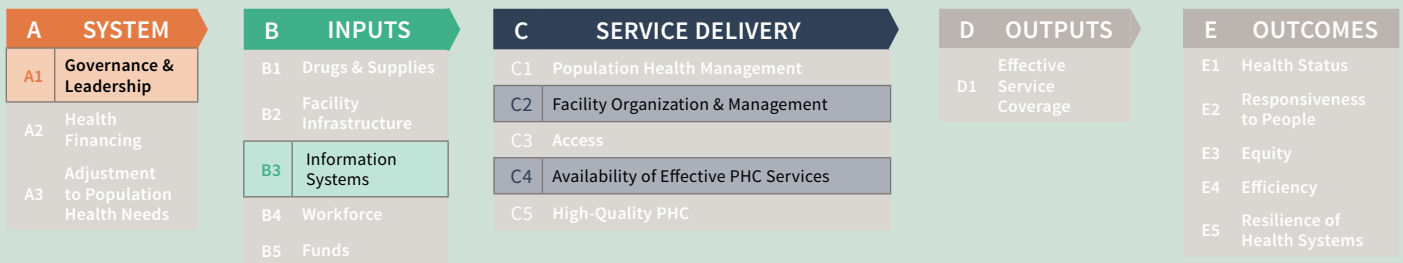 A SYSTEM
A1 Governance &
Leadership
A2 Health
Financing
A3 Adjustment
to Population
Health Needs
B INPUTS
B1 Drugs & Supplies
B2 Facility
Infrastructure
B3 Information
Systems
B4 Workforce
B5 Funds
C SERVICE DELIVERY
C1 Population Health Management
C2 Facility Organization & Management
C3 Access
C4 Availability of Effective PHC Services
C5 High-Quality PHC
D OUTPUTS
D1 Effective
Service
Coverage
E OUTCOMES
E1 Health Status
E2 Responsiveness
to People
E3 Equity
E4 Efficiency
E5 Resilience of
Health Systems